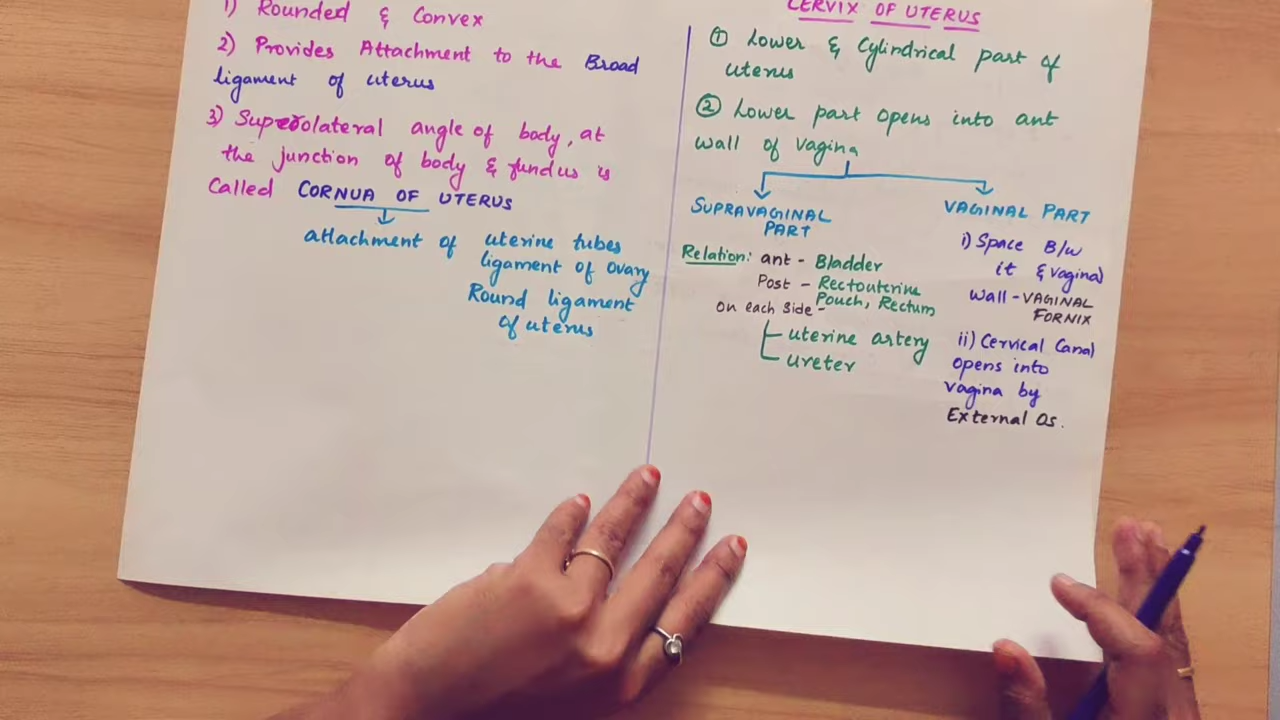 1) Rounded & Convex
2) Provides Attachment to the Broad
ligament of uterus
3) Superolateral angle of body, at
the junction of body & fundus is
Called CORNUA OF UTERUS
attachment of uterine tubes
ligament of ovary
Round ligament
of uterus
CERVIX OF UTERUS
① Lower & Cylindrical part of
uterus
② Lower part opens into ant
wall of vagina
SUPRAVAGINAL
PART
Relation: ant - Bladder
Post - Rectouterine
Pouch, Rectum
on each side -
uterine artery
ureter
VAGINAL PART
i) Space B/w
it & vaginal
wall - VAGINAL
FORNIX
ii) Cervical Canal
opens into
vagina by
External Os.